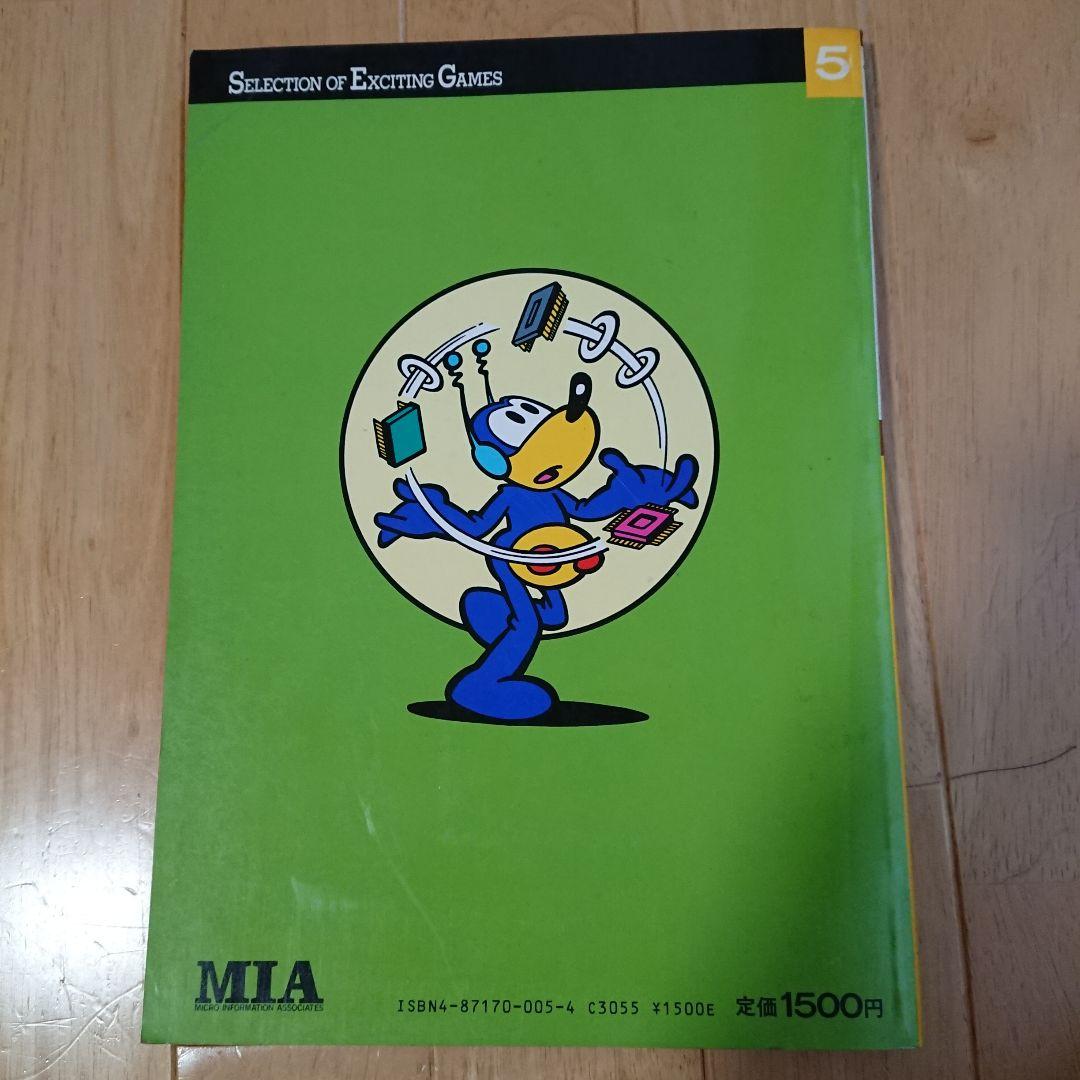 SELECTION OF EXCITING GAMES
5
MIA
MICRO INFORMATION ASSOCIATES
ISBN4-87170-005-4 C3055 ¥1500E 定価1500円